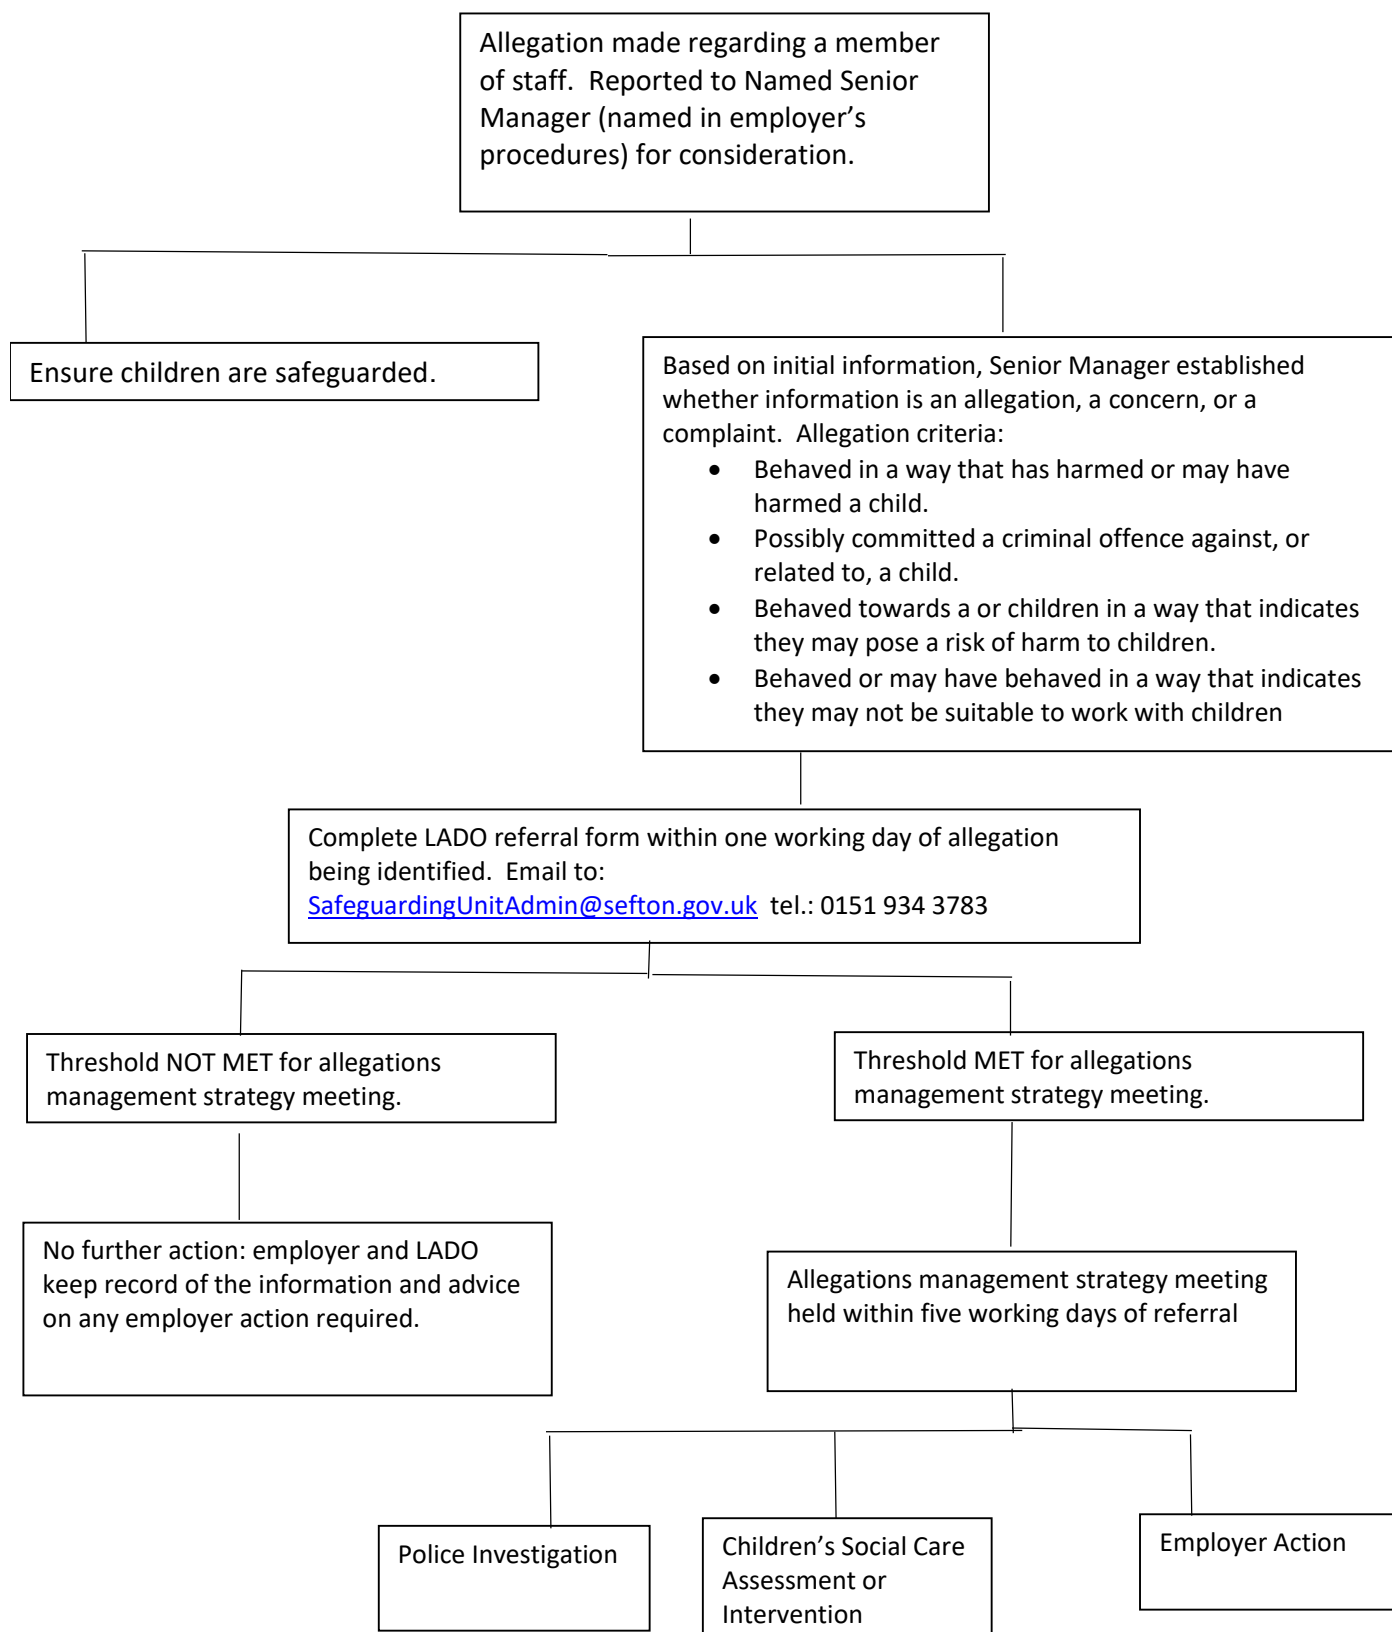 Allegation made regarding a member
of staff.  Reported to Named Senior
Manager (named in employer’s
procedures) for consideration.
Ensure children are safeguarded.
Based on initial information, Senior Manager established
whether information is an allegation, a concern, or a
complaint.  Allegation criteria:
• Behaved in a way that has harmed or may have
harmed a child.
• Possibly committed a criminal offence against, or
related to, a child.
• Behaved towards a or children in a way that indicates
they may pose a risk of harm to children.
• Behaved or may have behaved in a way that indicates
they may not be suitable to work with children
Complete LADO referral form within one working day of allegation
being identified.  Email to:
SafeguardingUnitAdmin@sefton.gov.uk  tel.: 0151 934 3783
Threshold NOT MET for allegations
management strategy meeting.
Threshold MET for allegations
management strategy meeting.
No further action: employer and LADO
keep record of the information and advice
on any employer action required.
Allegations management strategy meeting
held within five working days of referral
Police Investigation
Children’s Social Care
Assessment or
Intervention
Employer Action